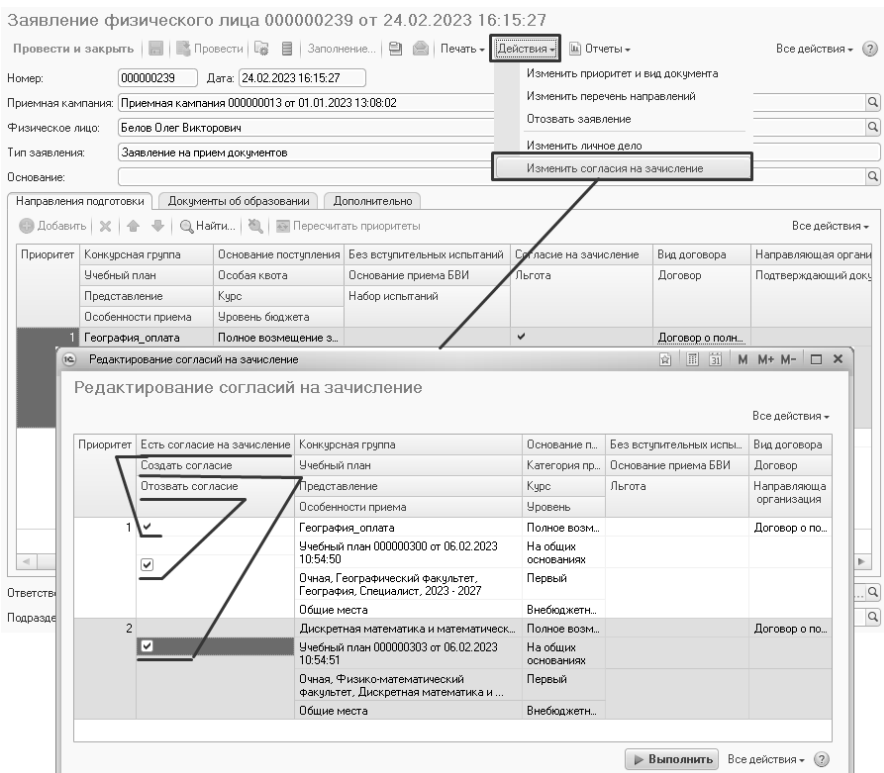 Заявление физического лица 000000239 от 24.02.2023 16:15:27
Провести и закрыть Провести Заполнение... Печать Действия Отчеты Все действия ?
Номер: 000000239 Дата: 24.02.2023 16:15:27
Изменить приоритет и вид документа
Изменить перечень направлений
Приемная кампания: Приемная кампания 000000013 от 01.01.2023 13:08:02
Отозвать заявление
Физическое лицо: Белов Олег Викторович
Тип заявления: Заявление на прием документов
Изменить личное дело
Изменить согласия на зачисление
Основание:
Направления подготовки Документы об образовании Дополнительно
Добавить Найти... Пересчитать приоритеты Все действия
Приоритет Конкурсная группа Основание поступления Без вступительных испытаний Согласие на зачисление Вид договора Направляющая органи
Учебный план Особая квота Основание приема БВИ Льгота Договор Подтверждающий доку
Представление Курс Набор испытаний
Особенности приема Уровень бюджета
1 География_оплата Полное возмещение з... Договор о полн...
Редактирование согласий на зачисление M M+ M-
31
Редактирование согласий на зачисление
Все действия
Приоритет Есть согласие на зачисление Конкурсная группа Основание п... Без вступительных испы... Вид договора
Создать согласие Учебный план Категория пр... Основание приема БВИ Договор
Отозвать согласие Представление Курс Льгота Направляюща
организация
Особенности приема Уровень
1 География_оплата Полное возм... Договор о по...
Учебный план 000000300 от 06.02.2023 На общих
10:54:50 основаниях
Очная, Географический факультет, Первый
География, Специалист, 2023 - 2027
Общие места Внебюджетн...
Ответстве
Подразде
2 Дискретная математика и математическ... Полное возм... Договор о по...
Учебный план 000000303 от 06.02.2023 На общих
10:54:51 основаниях
Очная, Физико-математический Первый
факультет, Дискретная математика и ...
Общие места Внебюджетн...
Выполнить Все действия ?